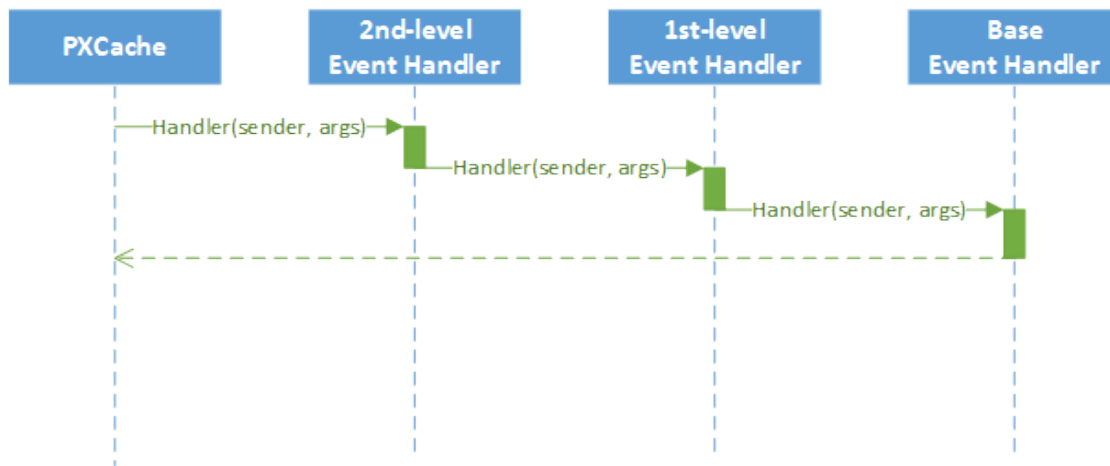 PXCache
2nd-level
Event Handler
1st-level
Event Handler
Base
Event Handler
Handler(sender, args)
Handler(sender, args)
Handler(sender, args)